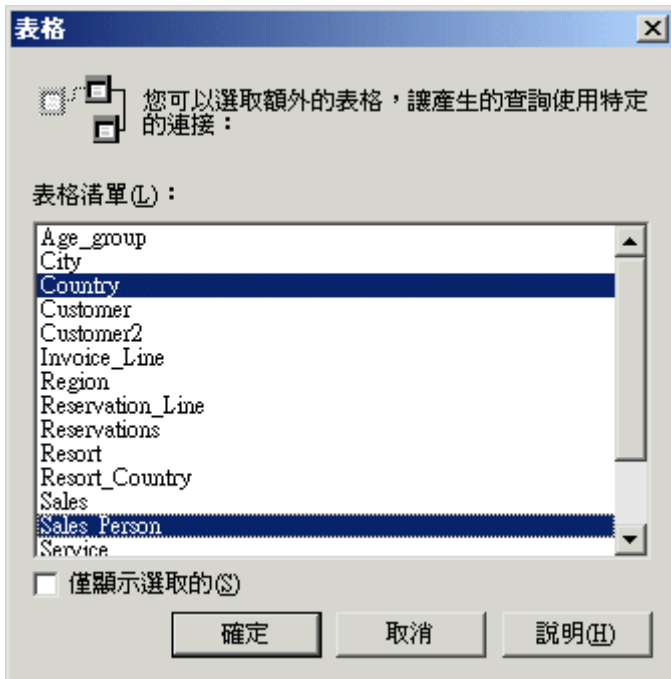 表格
您可以選取額外的表格，讓產生的查詢使用特定
的連接：
表格清單(L)：
Age_group
City
Country
Customer
Customer2
Invoice_Line
Region
Reservation_Line
Reservations
Resort
Resort_Country
Sales
Sales_Person
Service
僅顯示選取的(S)
確定 取消 說明(H)